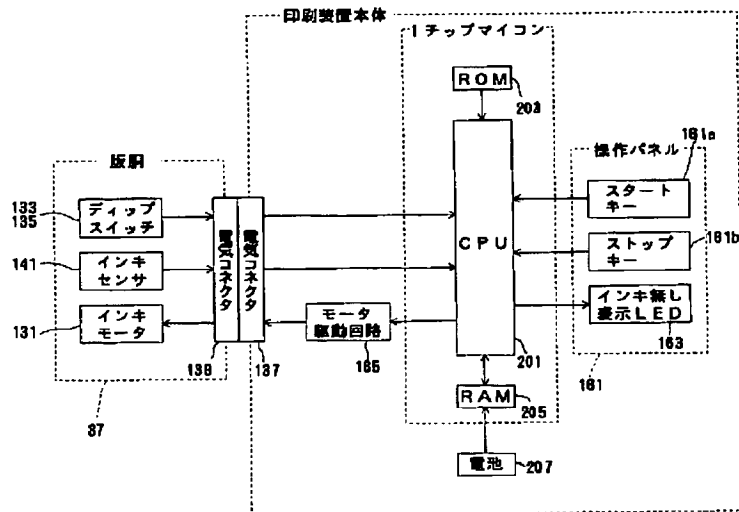 印刷装置本体
1チップマイコン
ROM
203
操作パネル
161a
版胴
133
135
ディップ
スイッチ
電気コネクタ
電気コネクタ
CPU
スタート
キー
141
インキ
センサ
ストップ
キー
161b
131
インキ
モータ
モータ
駆動回路
165
インキ無し
表示LED
163
139
137
201
161
37
RAM
205
電池
207